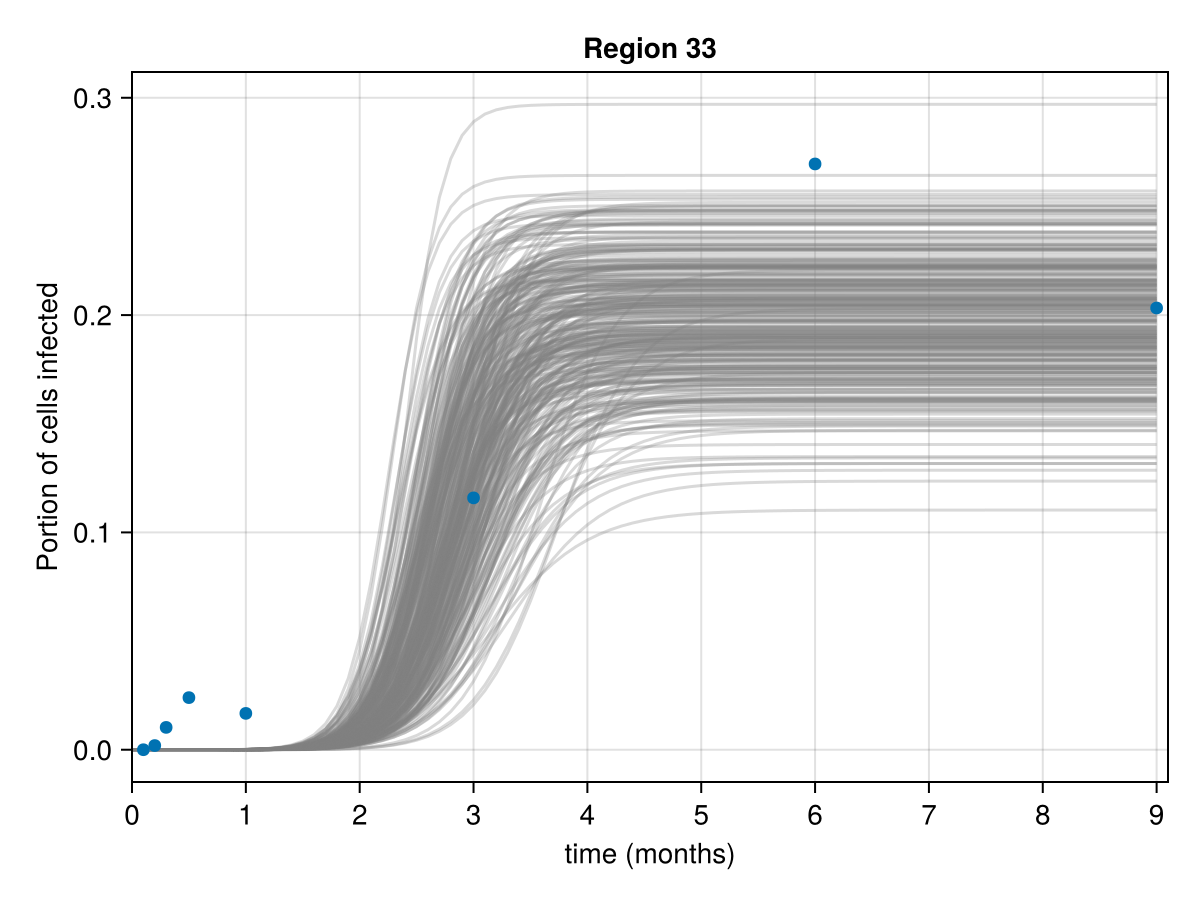 Region 33
Portion of cells infected
0.3
0.2
0.1
0.0
0 1 2 3 4 5 6 7 8 9
time (months)